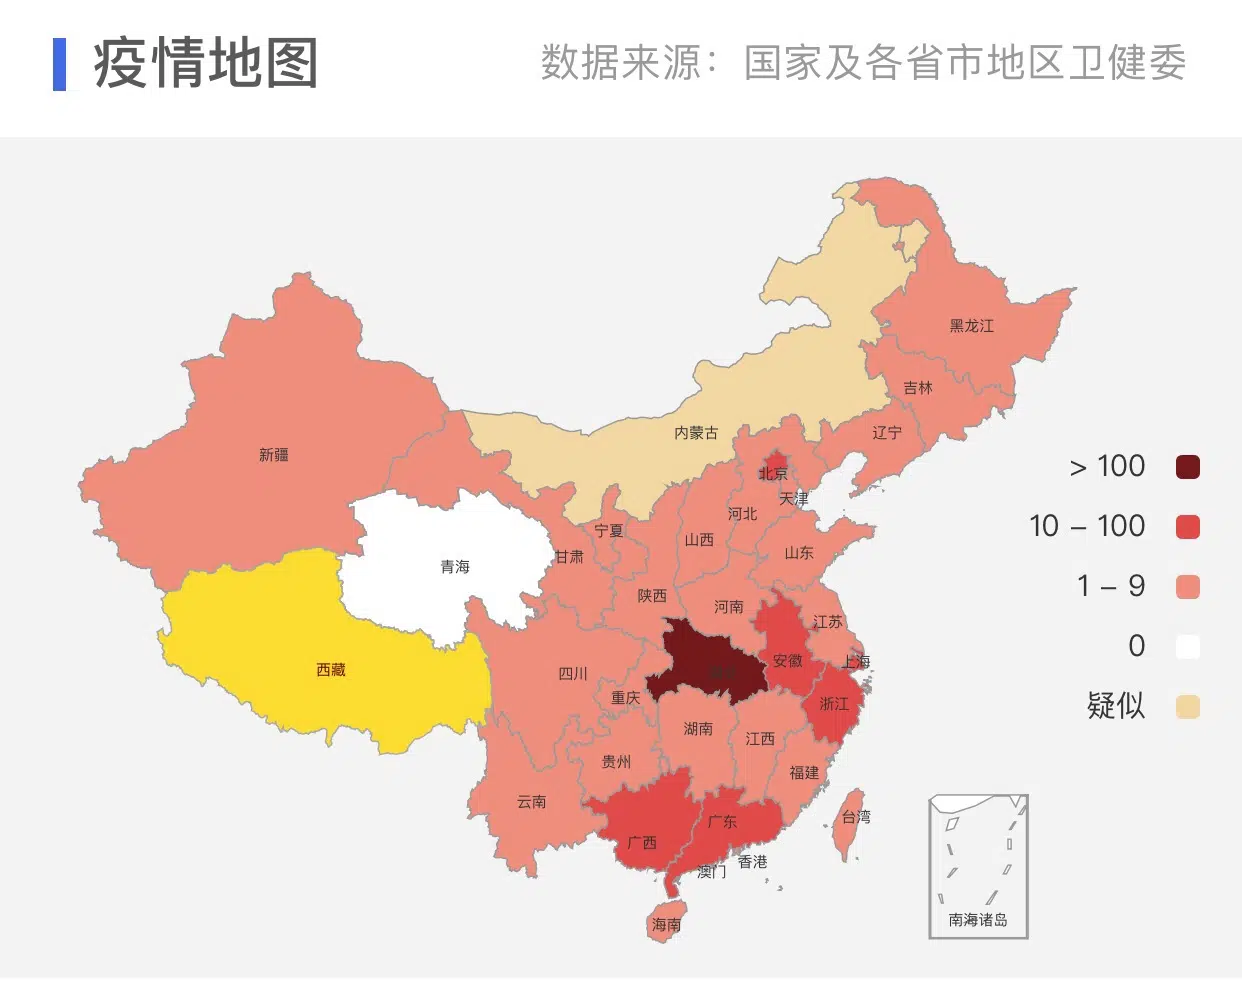 疫情地图
数据来源：国家及各省市地区卫健委
黑龙江
吉林
内蒙古
辽宁
新疆
> 100
北京
天津
河北
10 – 100
宁夏
山西
山东
甘肃
青海
1 – 9
陕西
河南
江苏
0
安徽
上海
西藏
四川
重庆
浙江
疑似
湖南
江西
贵州
福建
云南
台湾
广东
广西
香港
澳门
海南
南海诸岛